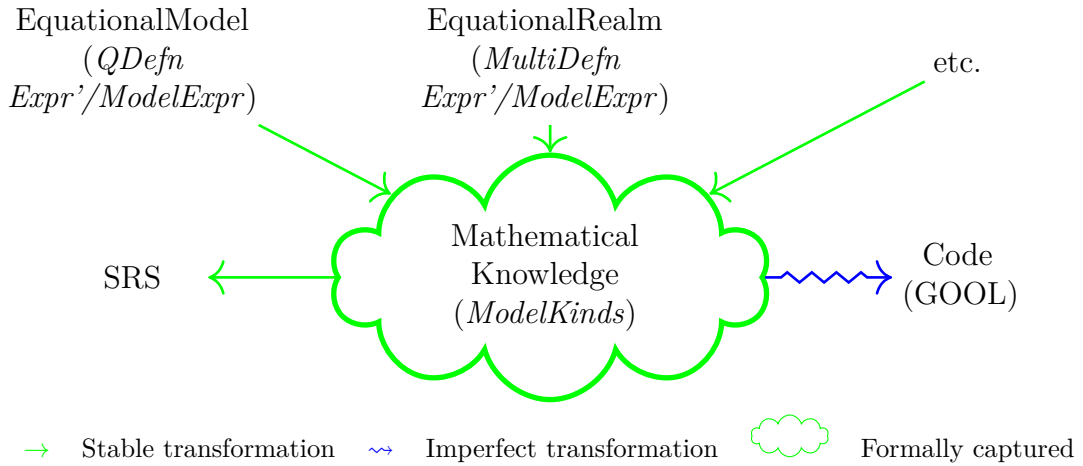 EquationalModel
(QDefn
Expr'/ModelExpr)
EquationalRealm
(MultiDefn
Expr'/ModelExpr)
etc.
Mathematical
Knowledge
(ModelKinds)
SRS
Code
(GOOL)
Stable transformation
Imperfect transformation
Formally captured